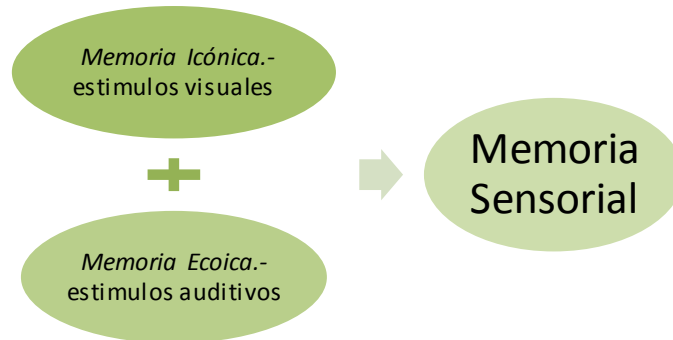 Memoria Icónica.-
estimulos visuales
Memoria Ecoica.-
estimulos auditivos
Memoria
Sensorial